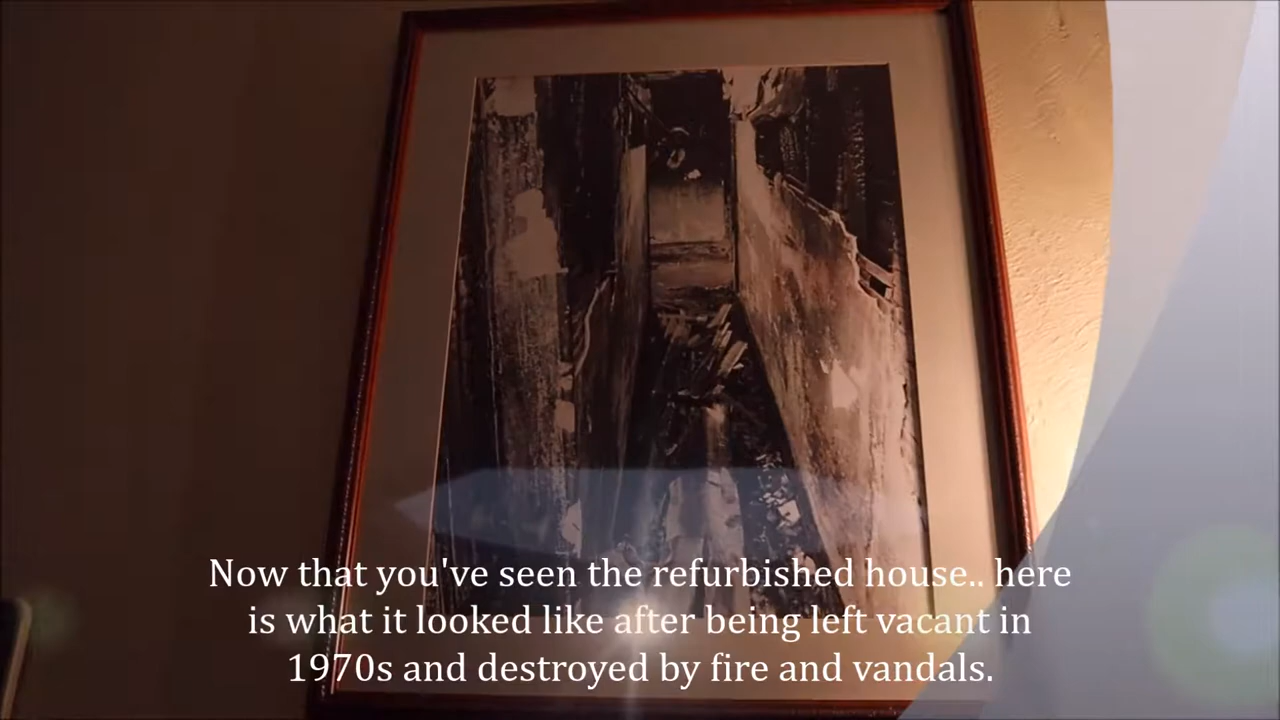 Now that you've seen the refurbished house.. here
is what it looked like after being left vacant in
1970s and destroyed by fire and vandals.